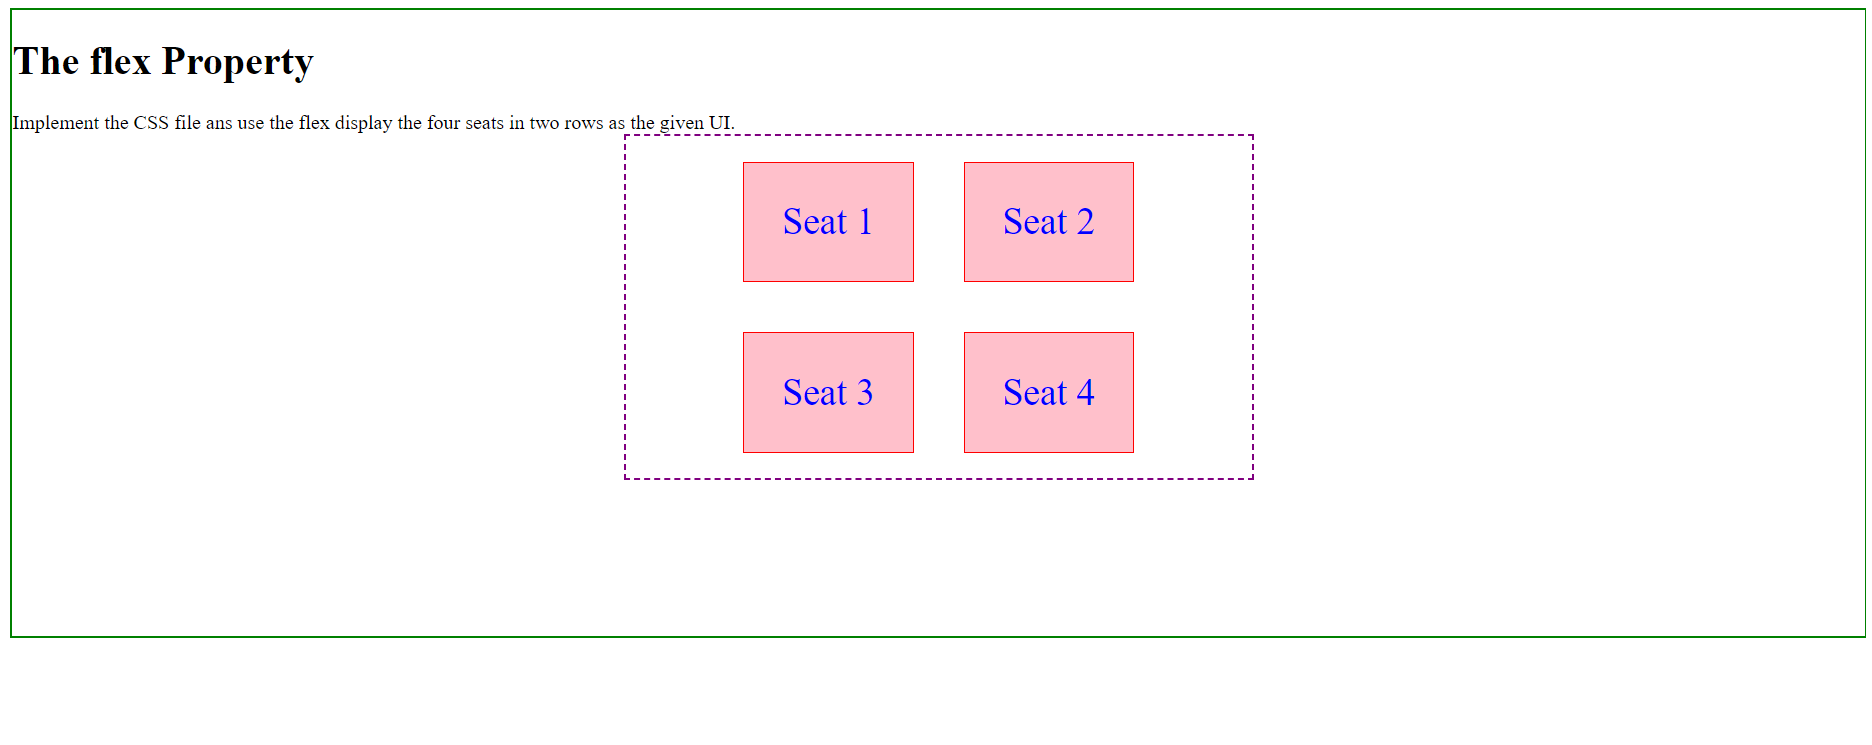 The flex Property
Implement the CSS file ans use the flex display the four seats in two rows as the given UI.
Seat 1 Seat 2
Seat 3 Seat 4